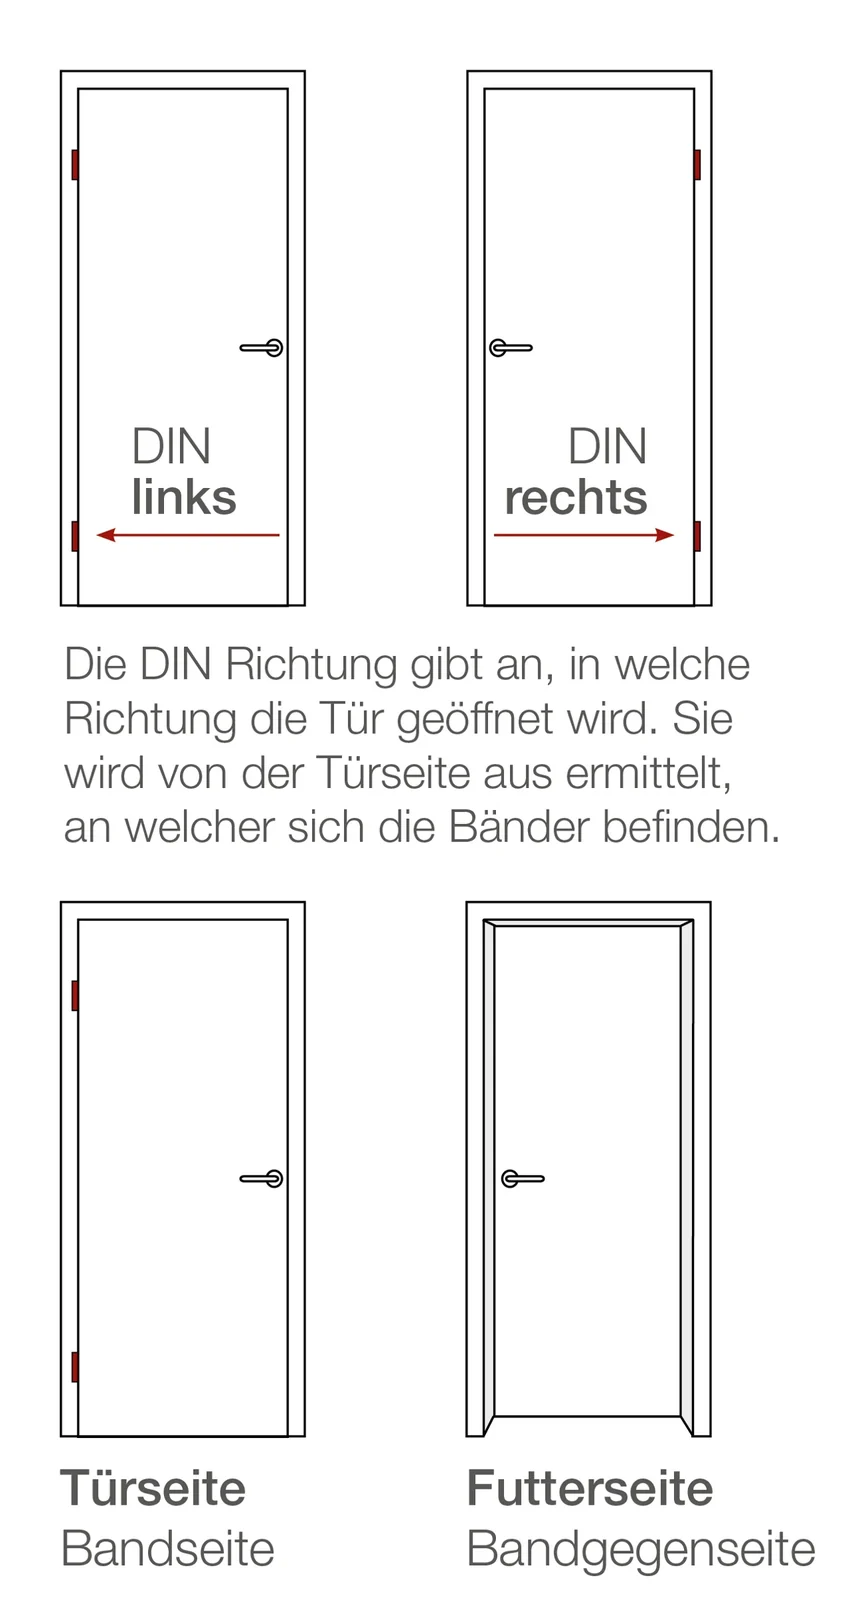 DIN
links
DIN
rechts
Die DIN Richtung gibt an, in welche
Richtung die Tür geöffnet wird. Sie
wird von der Türseite aus ermittelt,
an welcher sich die Bänder befinden.
Türseite
Bandseite
Futterseite
Bandgegenseite